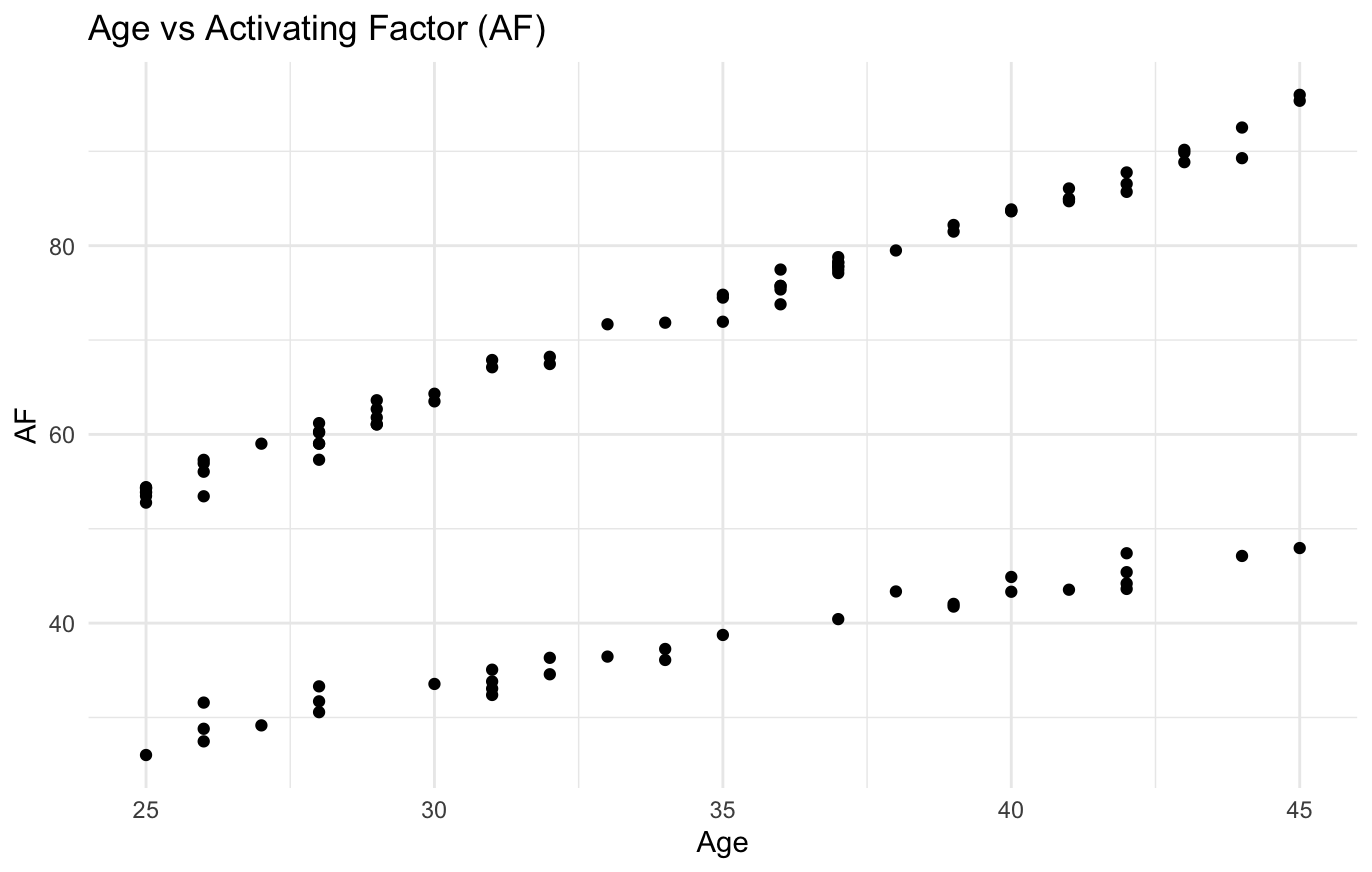 Age vs Activating Factor (AF)
AF
80
60
40
25 30 35 40 45
Age